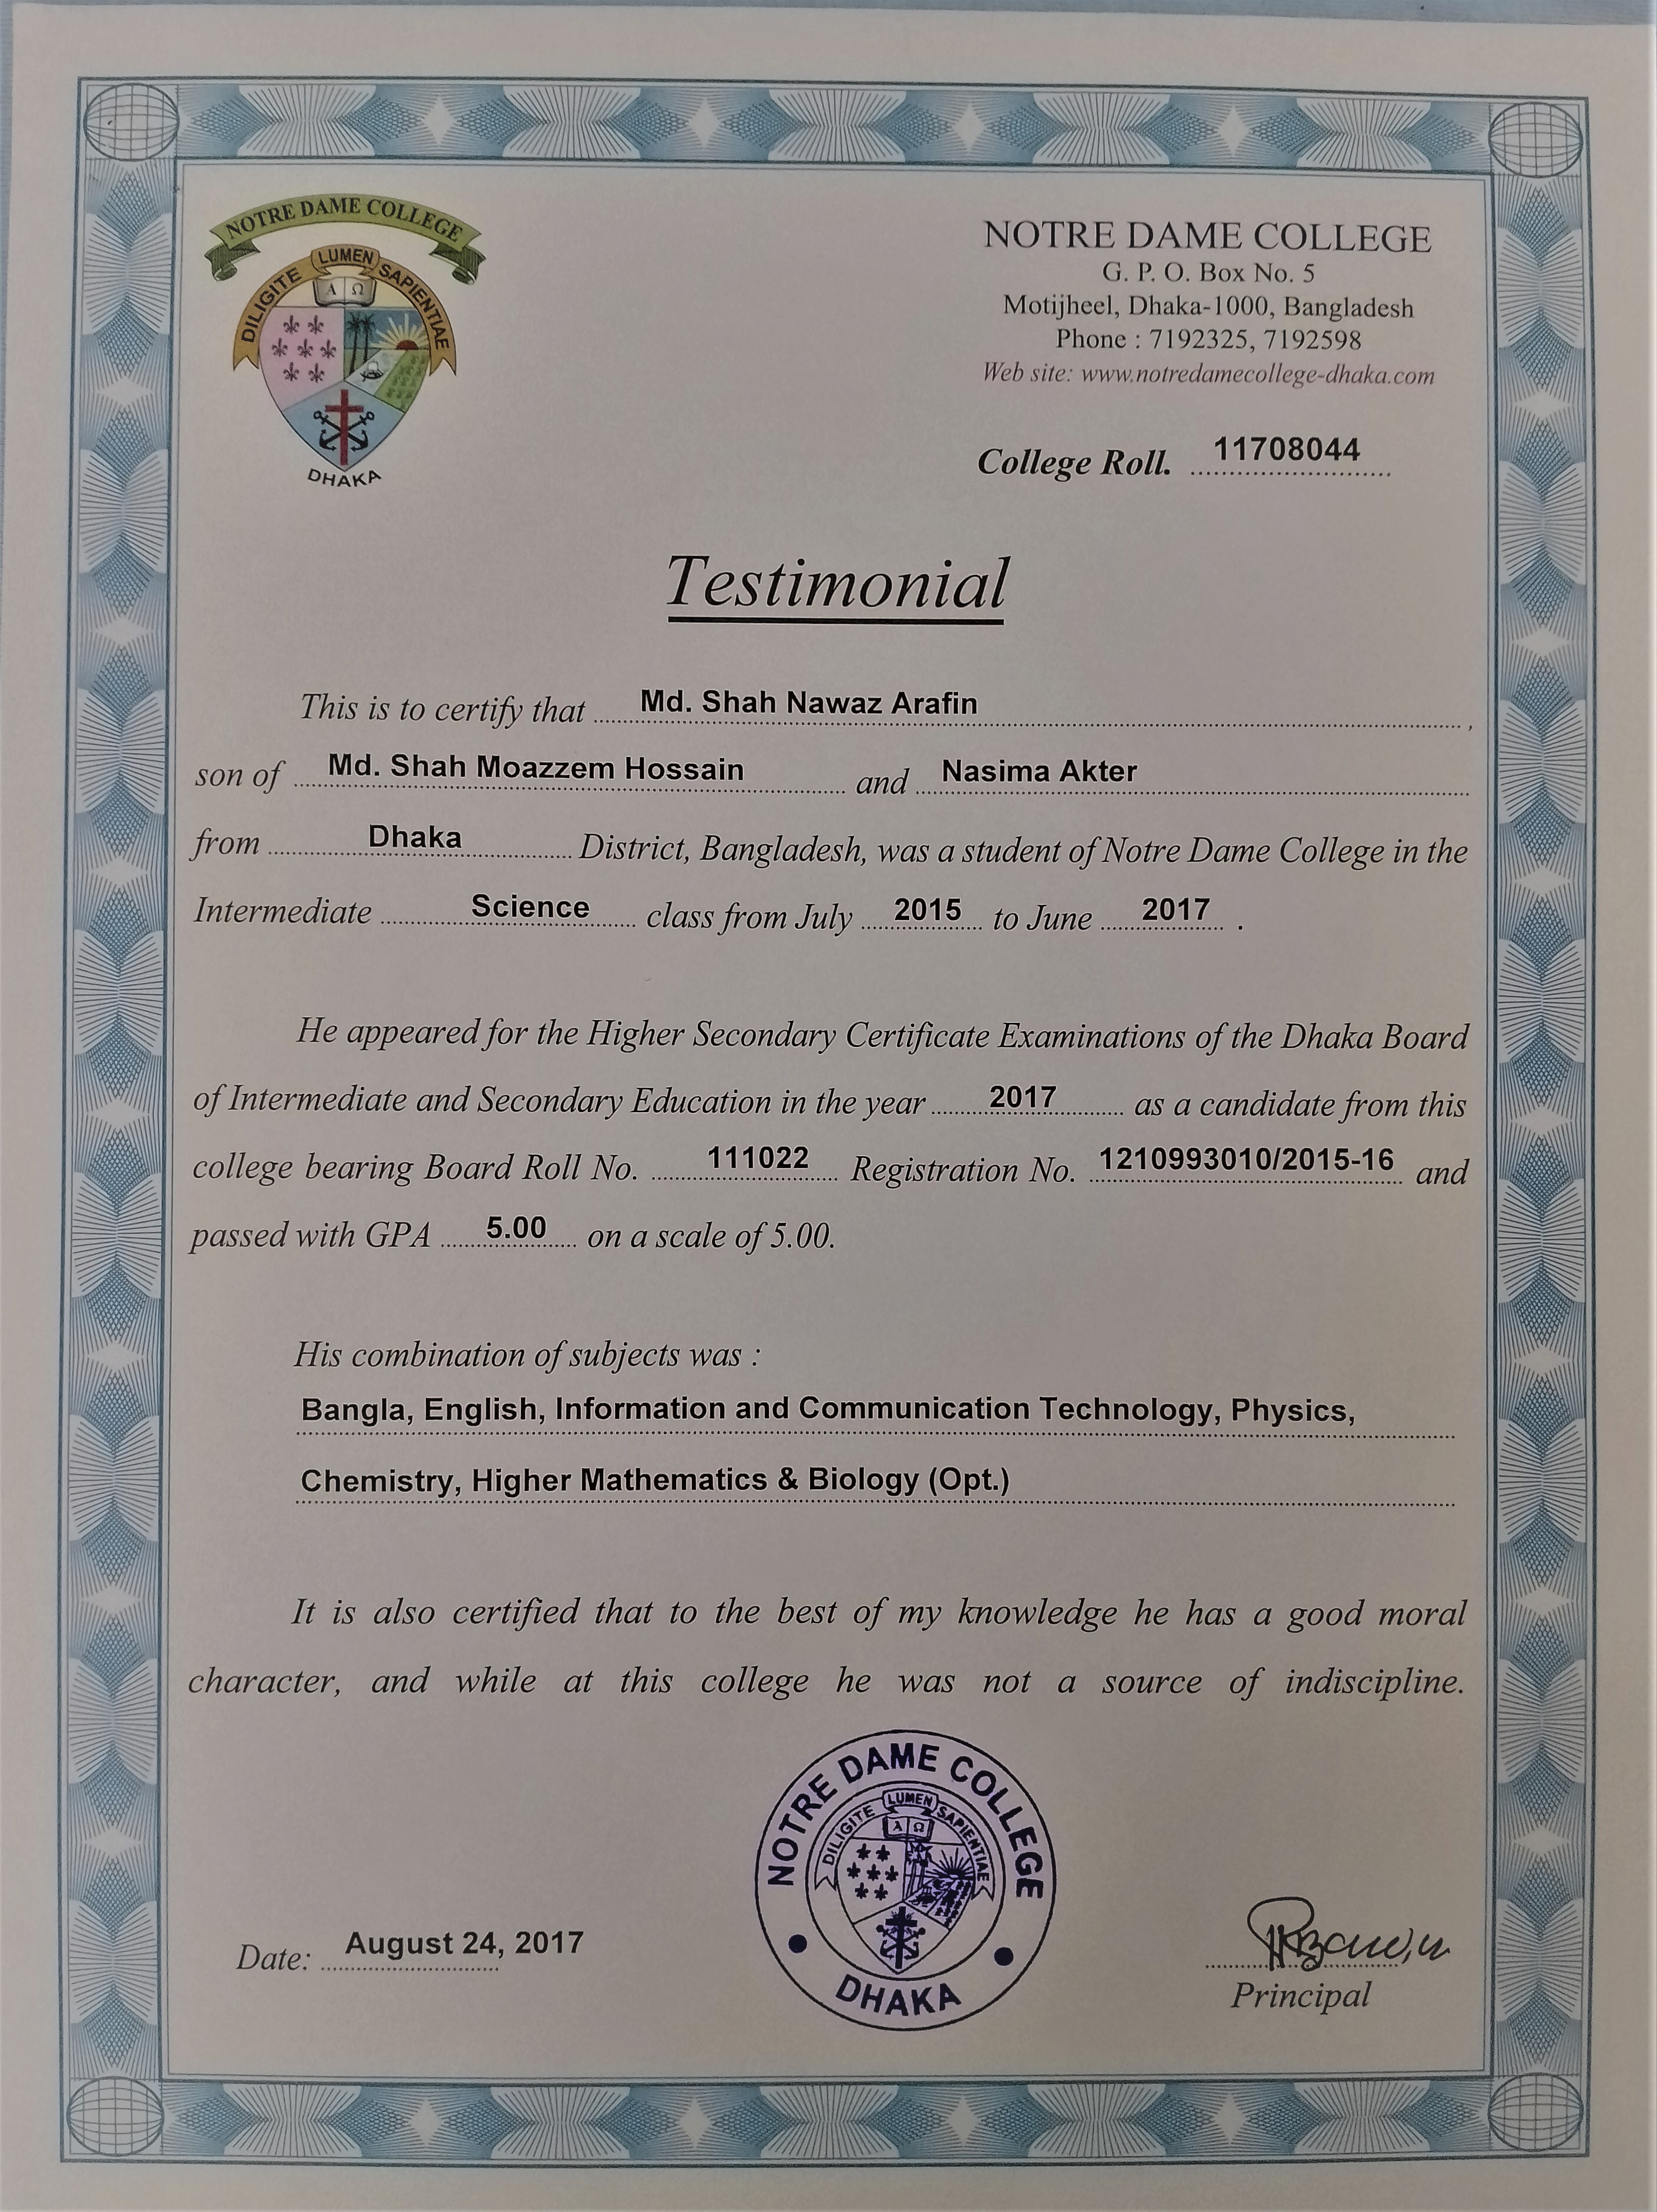 NOTRE DAME COLLEGE
DILIGITE LUMEN SAPIENTIAE
Α Ω
DHAKA
NOTRE DAME COLLEGE
G. P. O. Box No. 5
Motijheel, Dhaka-1000, Bangladesh
Phone : 7192325, 7192598
Web site: www.notredamecollege-dhaka.com
College Roll. 11708044
Testimonial
This is to certify that Md. Shah Nawaz Arafin ,
son of Md. Shah Moazzem Hossain and Nasima Akter
from Dhaka District, Bangladesh, was a student of Notre Dame College in the
Intermediate Science class from July 2015 to June 2017 .
He appeared for the Higher Secondary Certificate Examinations of the Dhaka Board
of Intermediate and Secondary Education in the year 2017 as a candidate from this
college bearing Board Roll No. 111022 Registration No. 1210993010/2015-16 and
passed with GPA 5.00 on a scale of 5.00.
His combination of subjects was :
Bangla, English, Information and Communication Technology, Physics,
Chemistry, Higher Mathematics & Biology (Opt.)
It is also certified that to the best of my knowledge he has a good moral
character, and while at this college he was not a source of indiscipline.
NOTRE DAME COLLEGE
DILIGITE LUMEN SAPIENTIAE
Α Ω
DHAKA
Date: August 24, 2017
Principal